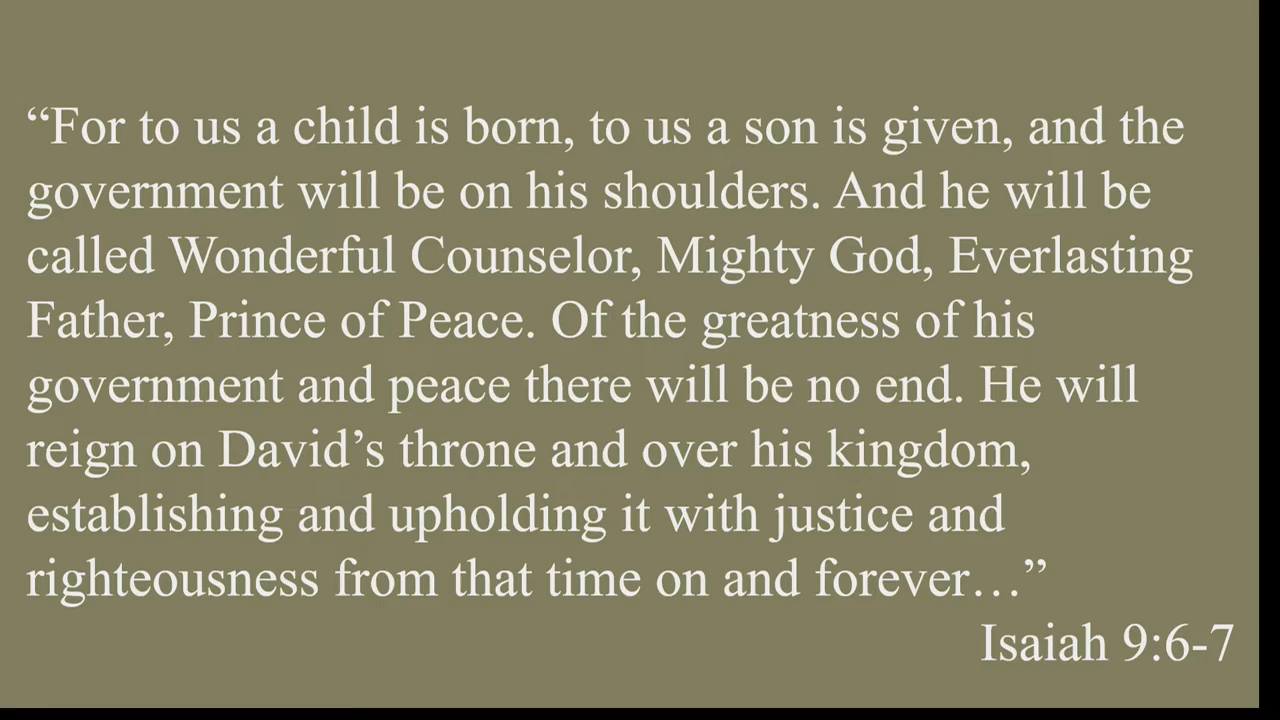 “For to us a child is born, to us a son is given, and the
government will be on his shoulders. And he will be
called Wonderful Counselor, Mighty God, Everlasting
Father, Prince of Peace. Of the greatness of his
government and peace there will be no end. He will
reign on David’s throne and over his kingdom,
establishing and upholding it with justice and
righteousness from that time on and forever…”
Isaiah 9:6-7